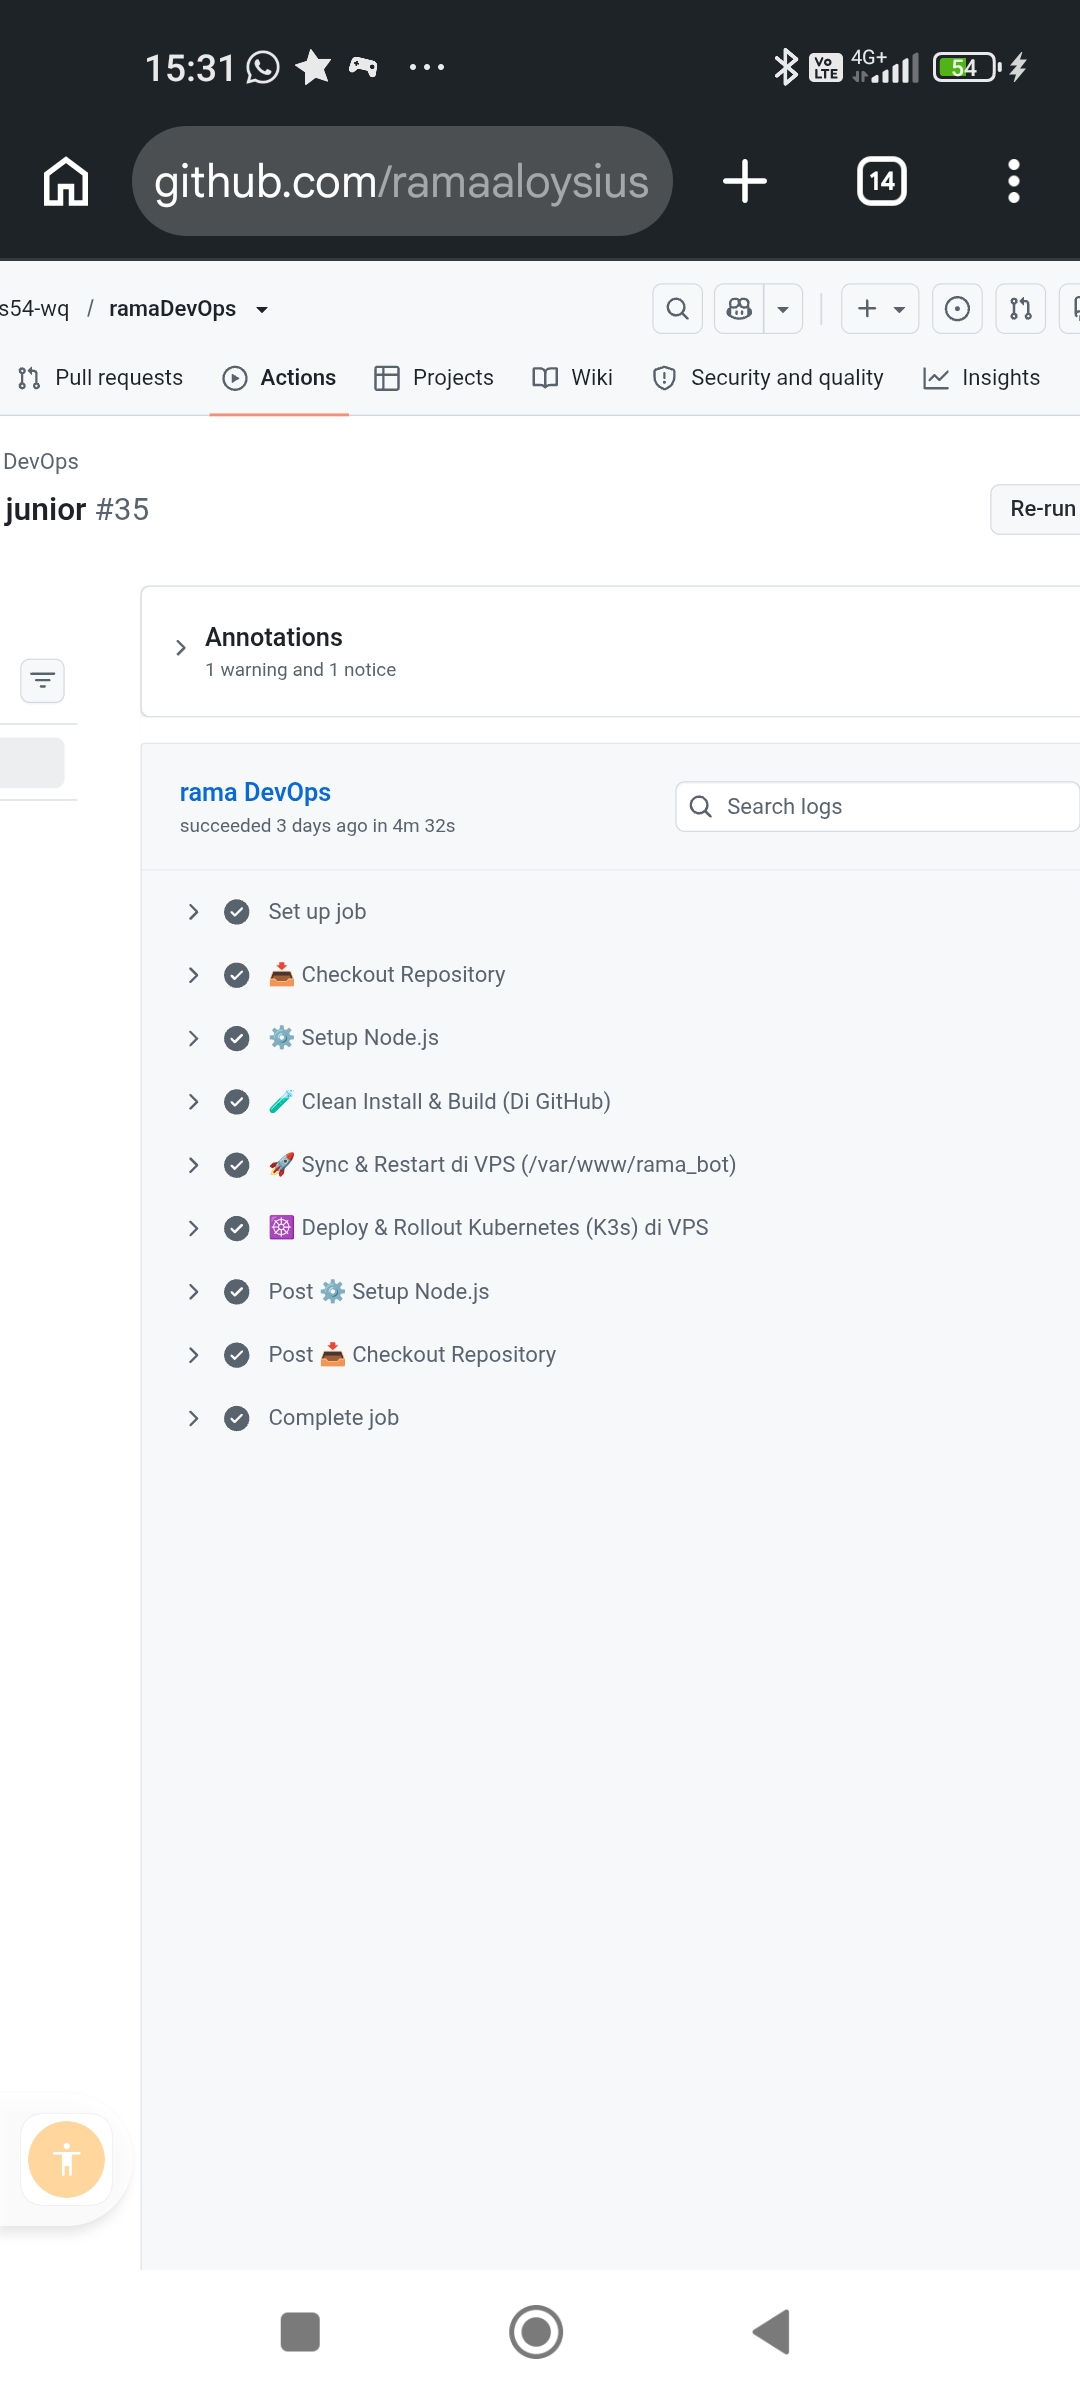 15:31
Vo LTE
4G+
54
github.com/ramaaloysius
14
s54-wq / ramaDevOps
Pull requests
Actions
Projects
Wiki
Security and quality
Insights
DevOps
junior #35
Re-run
Annotations
1 warning and 1 notice
rama DevOps
succeeded 3 days ago in 4m 32s
Search logs
Set up job
📥 Checkout Repository
⚙️ Setup Node.js
🧪 Clean Install & Build (Di GitHub)
🚀 Sync & Restart di VPS (/var/www/rama_bot)
☸️ Deploy & Rollout Kubernetes (K3s) di VPS
Post ⚙️ Setup Node.js
Post 📥 Checkout Repository
Complete job